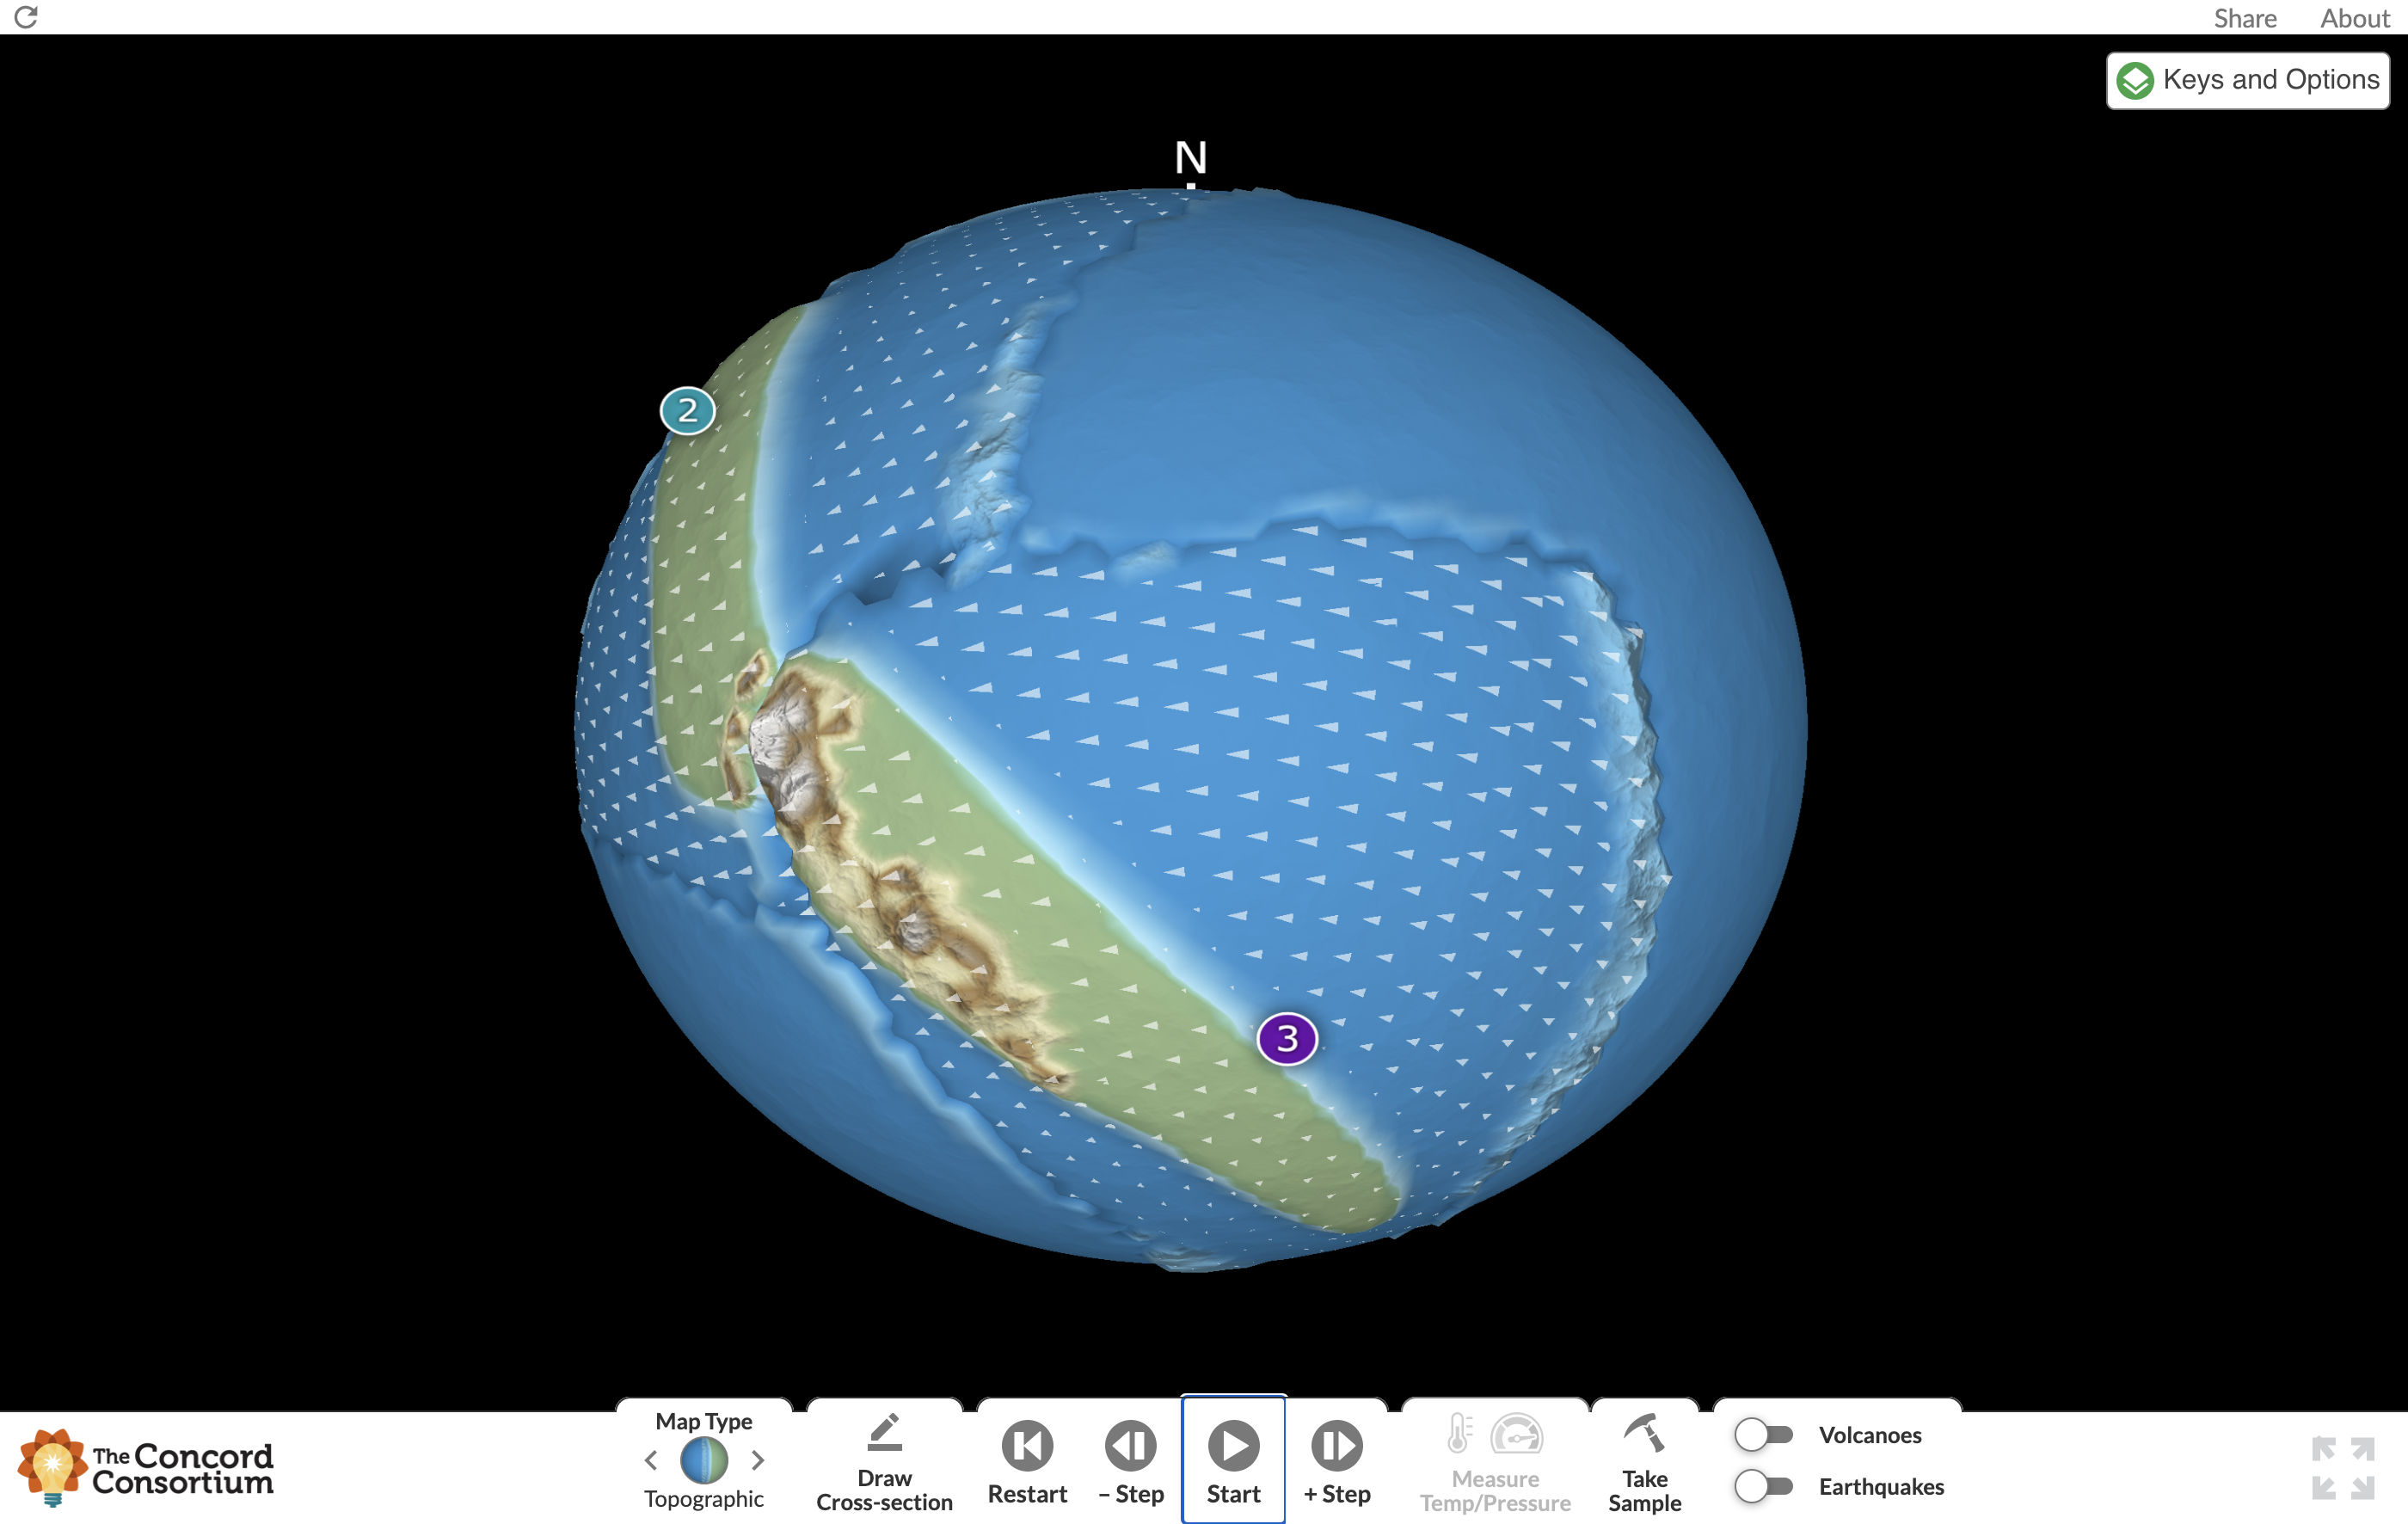 Share
About
Keys and Options
N
2
3
The Concord
Consortium
Map Type
Topographic
Draw
Cross-section
Restart
– Step
Start
+ Step
Measure
Temp/Pressure
Take
Sample
Volcanoes
Earthquakes